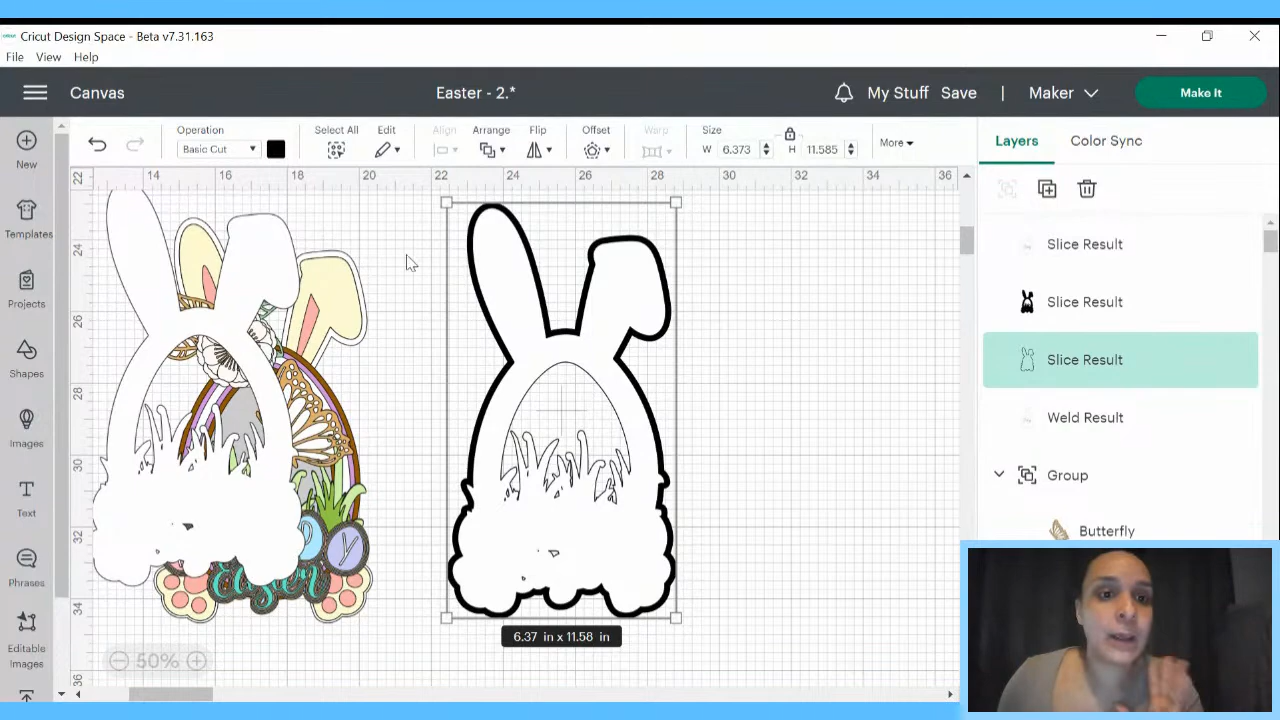 Cricut Design Space - Beta v7.31.163
File View Help
Canvas
Easter - 2.*
My Stuff Save | Maker
Make It
New
Templates
Projects
Shapes
Images
Text
Phrases
Editable
Images
Operation
Basic Cut
Select All
Edit
Align
Arrange
Flip
Offset
Warp
Size
W 6.373
H 11.585
More
22 14 16 18 20 22 24 26 28 30 32 34 36
24
26
28
30
32
34
36
D Y
Easter
6.37 in x 11.58 in
50%
Layers Color Sync
Slice Result
Slice Result
Slice Result
Weld Result
Group
Butterfly